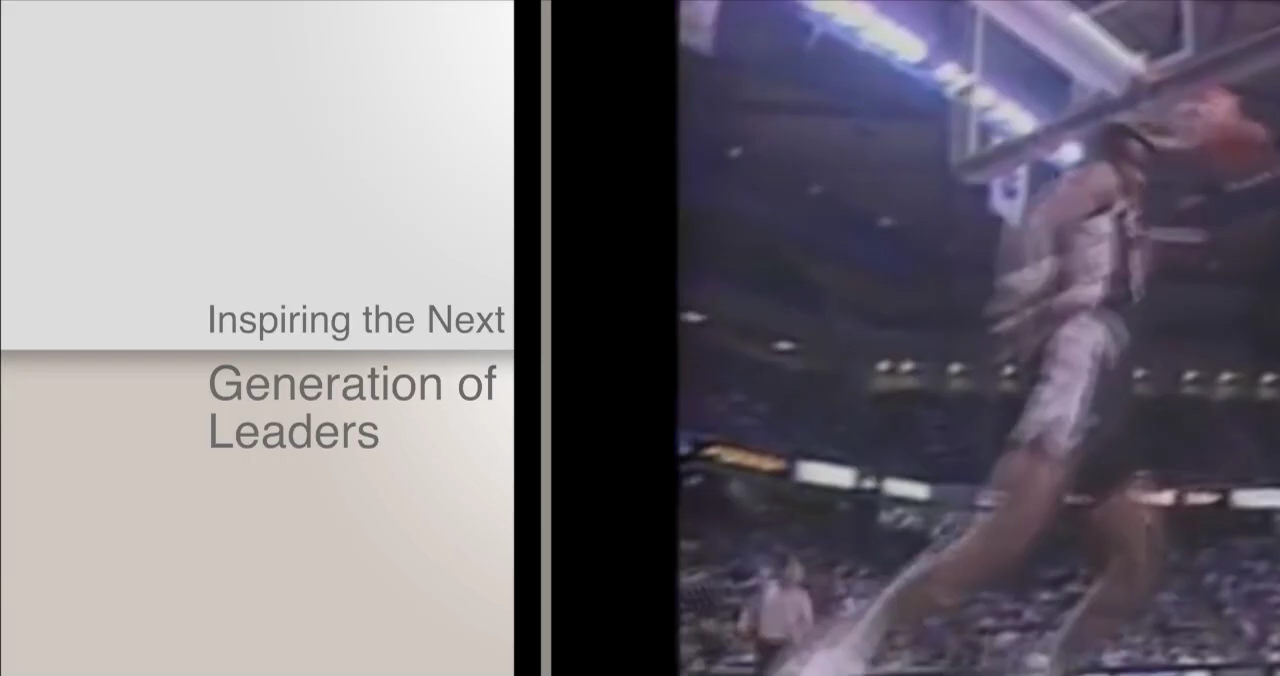 Inspiring the Next
Generation of
Leaders